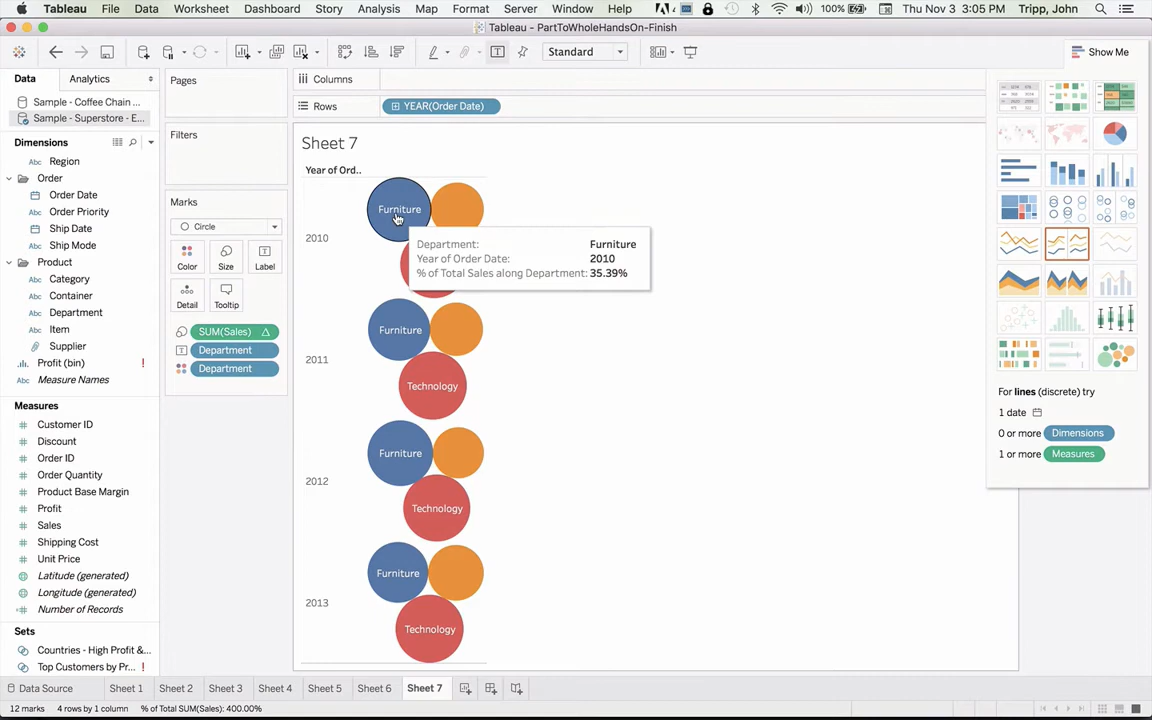 Tableau File Data Worksheet Dashboard Story Analysis Map Format Server Window Help 100% Thu Nov 3 3:05 PM Tripp, John
Tableau - PartToWholeHandsOn-Finish
Standard Show Me
Data Analytics
Sample - Coffee Chain ...
Sample - Superstore - E...
Dimensions
Abc Region
Order
Order Date
Abc Order Priority
Ship Date
Abc Ship Mode
Product
Abc Category
Abc Container
Abc Department
Abc Item
Supplier
Profit (bin) !
Abc Measure Names
Measures
# Customer ID
# Discount
# Order ID
# Order Quantity
# Product Base Margin
# Profit
# Sales
# Shipping Cost
# Unit Price
Latitude (generated)
Longitude (generated)
Number of Records
Sets
Countries - High Profit &...
Top Customers by Pr... !
Pages
Filters
Marks
Circle
Color Size Label
Detail Tooltip
SUM(Sales) △
Department
Department
Columns
Rows YEAR(Order Date)
Sheet 7
Year of Ord..
2010
Furniture
Department: Furniture
Year of Order Date: 2010
% of Total Sales along Department: 35.39%
2011
Furniture
Technology
2012
Furniture
Technology
2013
Furniture
Technology
For lines (discrete) try
1 date
0 or more Dimensions
1 or more Measures
Data Source Sheet 1 Sheet 2 Sheet 3 Sheet 4 Sheet 5 Sheet 6 Sheet 7
12 marks 4 rows by 1 column % of Total SUM(Sales): 400.00%